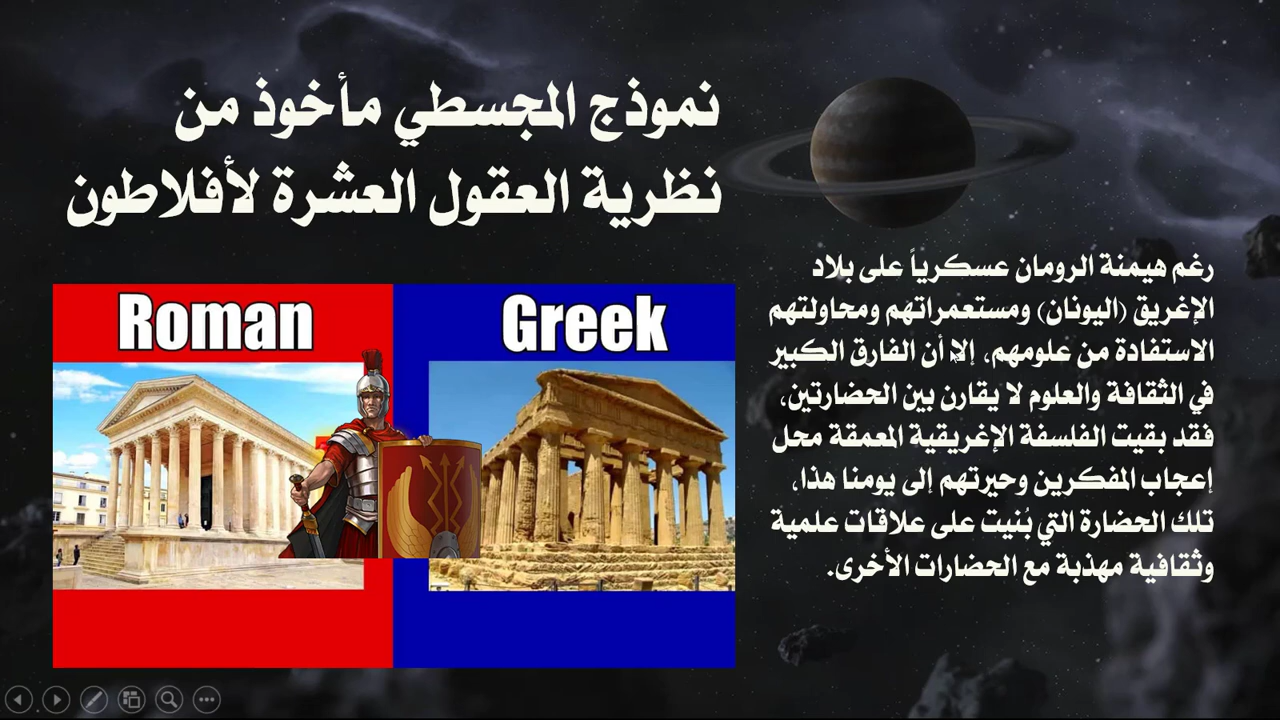 نموذج المجسطي مأخوذ من
نظرية العقول العشرة لأفلاطون
رغم هيمنة الرومان عسكرياً على بلاد
الإغريق (اليونان) ومستعمراتهم ومحاولتهم
الاستفادة من علومهم، إلا أن الفارق الكبير
في الثقافة والعلوم لا يقارن بين الحضارتين،
فقد بقيت الفلسفة الإغريقية المعمقة محل
إعجاب المفكرين وحيرتهم إلى يومنا هذا،
تلك الحضارة التي بُنيت على علاقات علمية
وثقافية مهذبة مع الحضارات الأخرى.
Roman
Greek